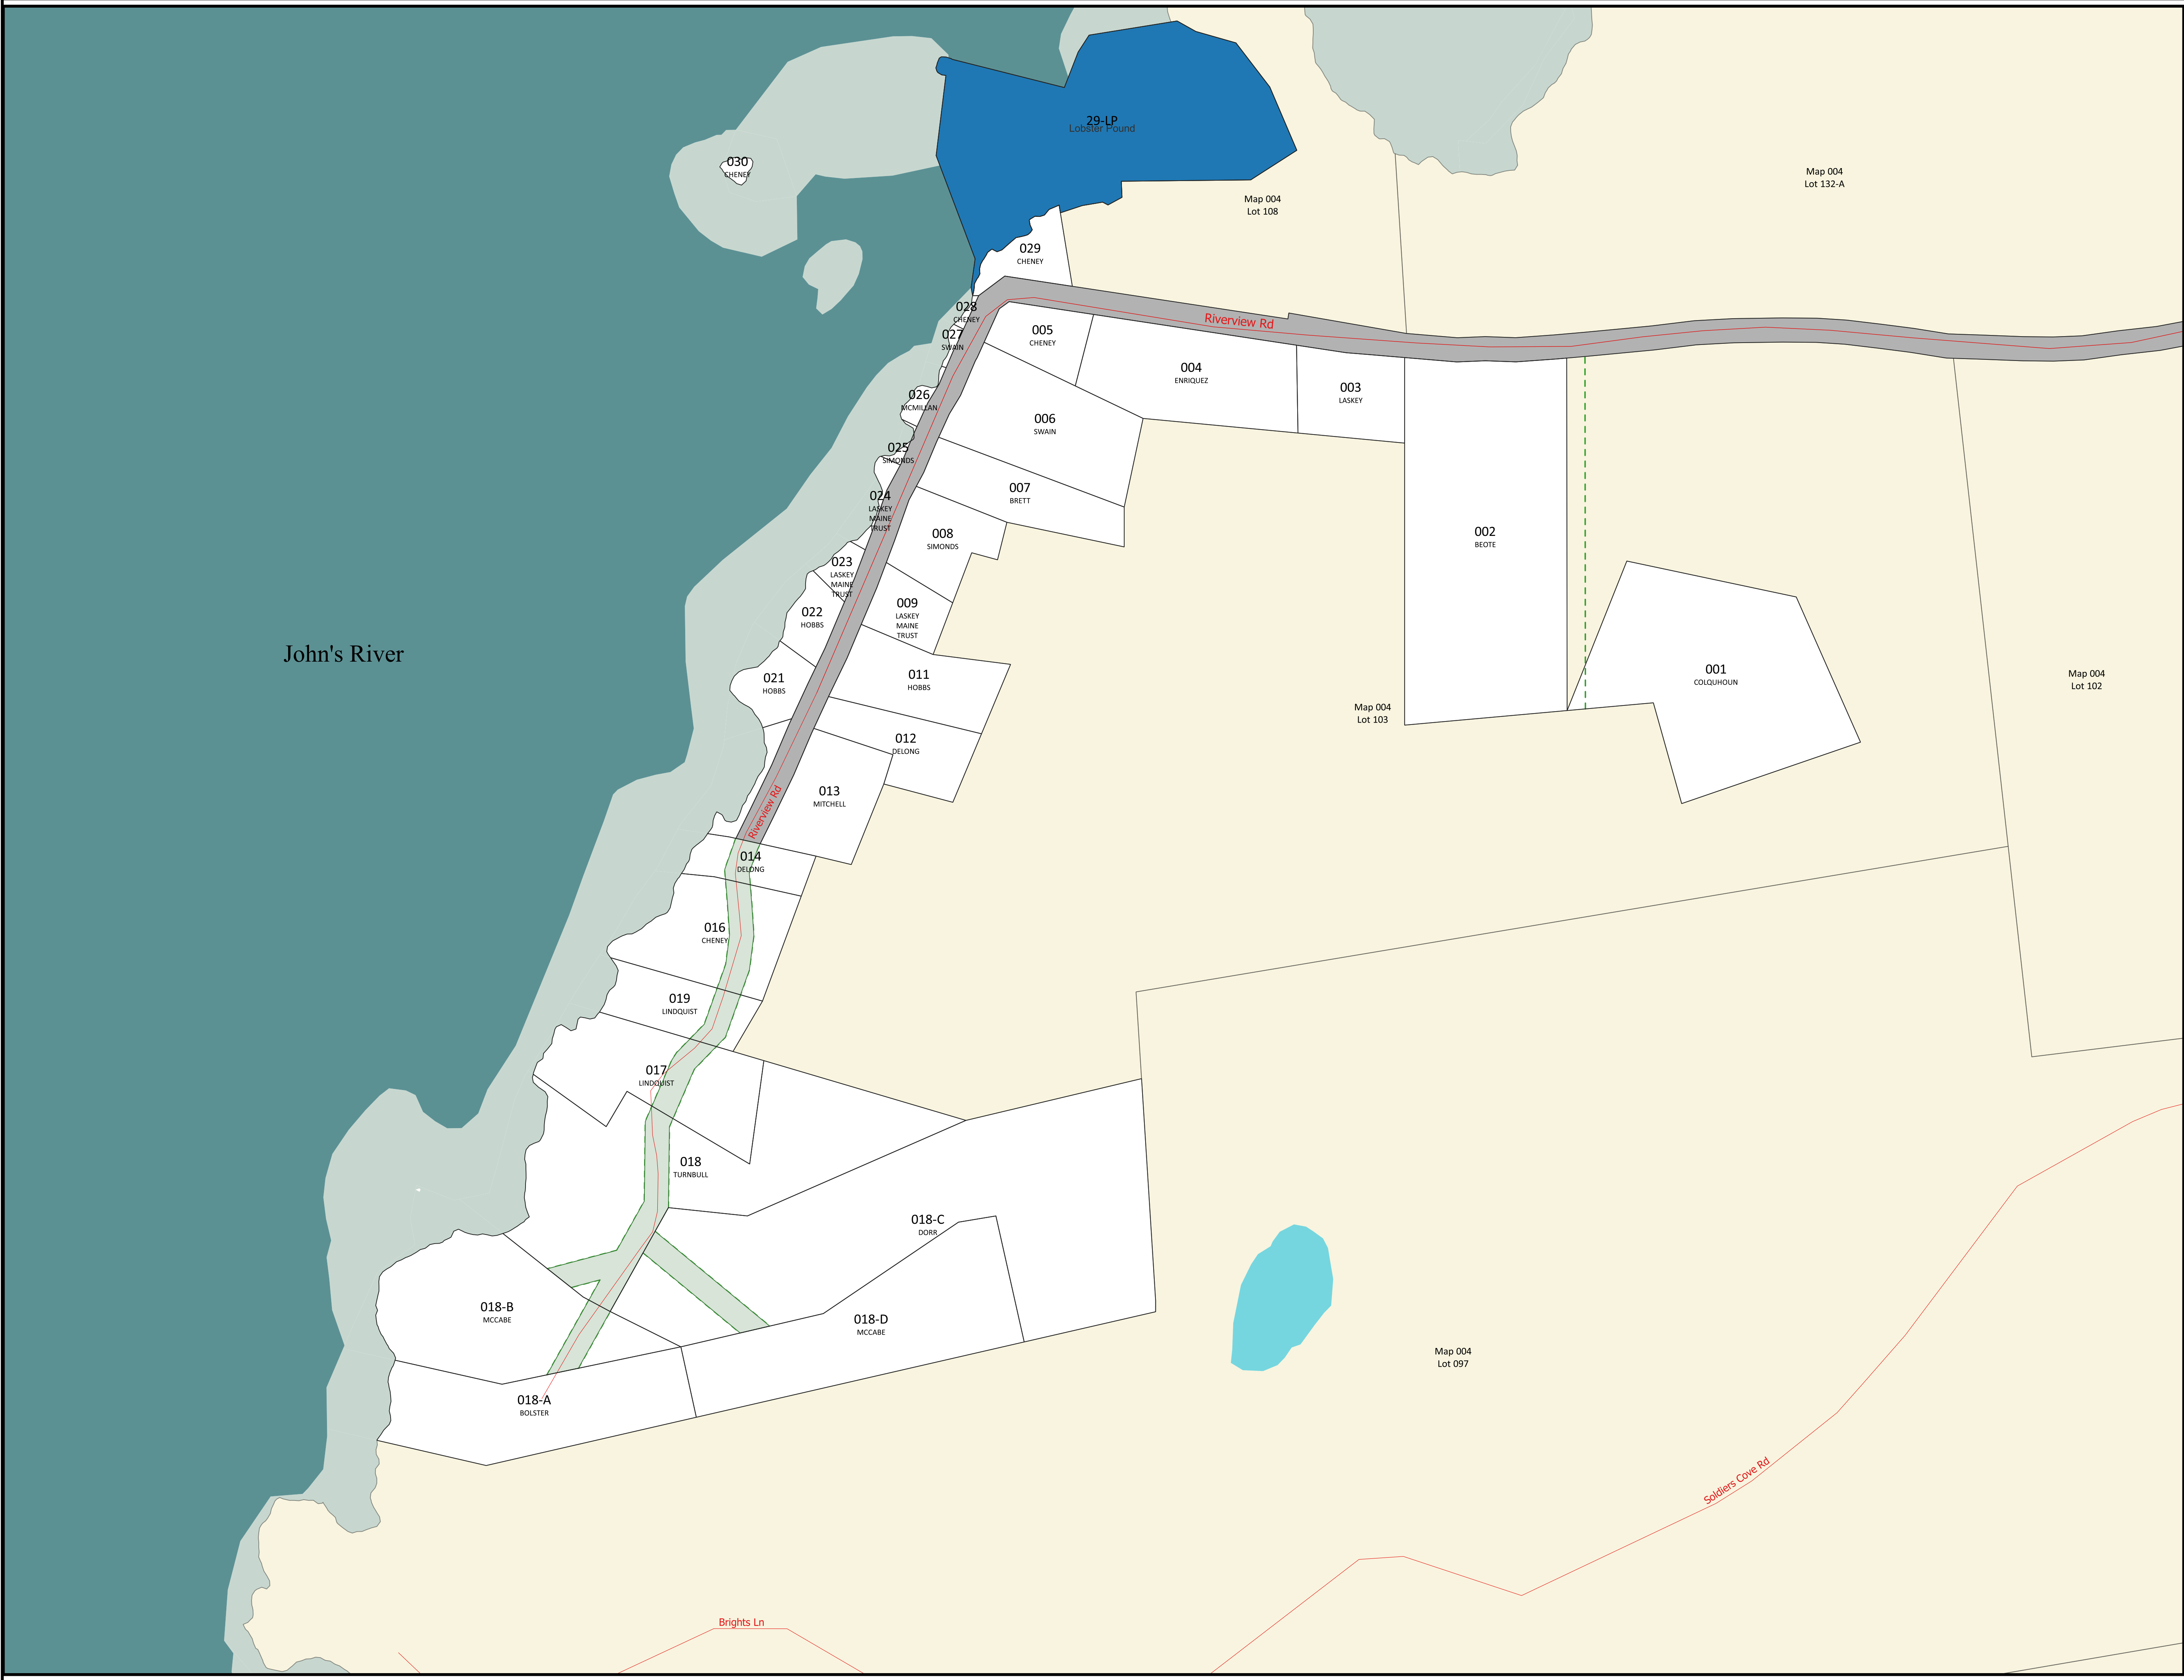 29-LP
Lobster Pound
030
CHENEY
Map 004
Lot 132-A
Map 004
Lot 108
029
CHENEY
028
CHENEY
Riverview Rd
005
CHENEY
027
SWAIN
004
ENRIQUEZ
003
LASKEY
026
MCMILLAN
006
SWAIN
025
SIMONDS
007
BRETT
024
LASKEY
MAINE
TRUST
008
SIMONDS
002
BEOTE
023
LASKEY
MAINE
TRUST
009
LASKEY
MAINE
TRUST
022
HOBBS
John's River
021
HOBBS
011
HOBBS
001
COLQUHOUN
Map 004
Lot 102
Map 004
Lot 103
012
DELONG
013
MITCHELL
Riverview Rd
014
DELONG
016
CHENEY
019
LINDQUIST
017
LINDQUIST
018
TURNBULL
018-C
DORR
018-B
MCCABE
018-D
MCCABE
Map 004
Lot 097
018-A
BOLSTER
Soldiers Cove Rd
Brights Ln